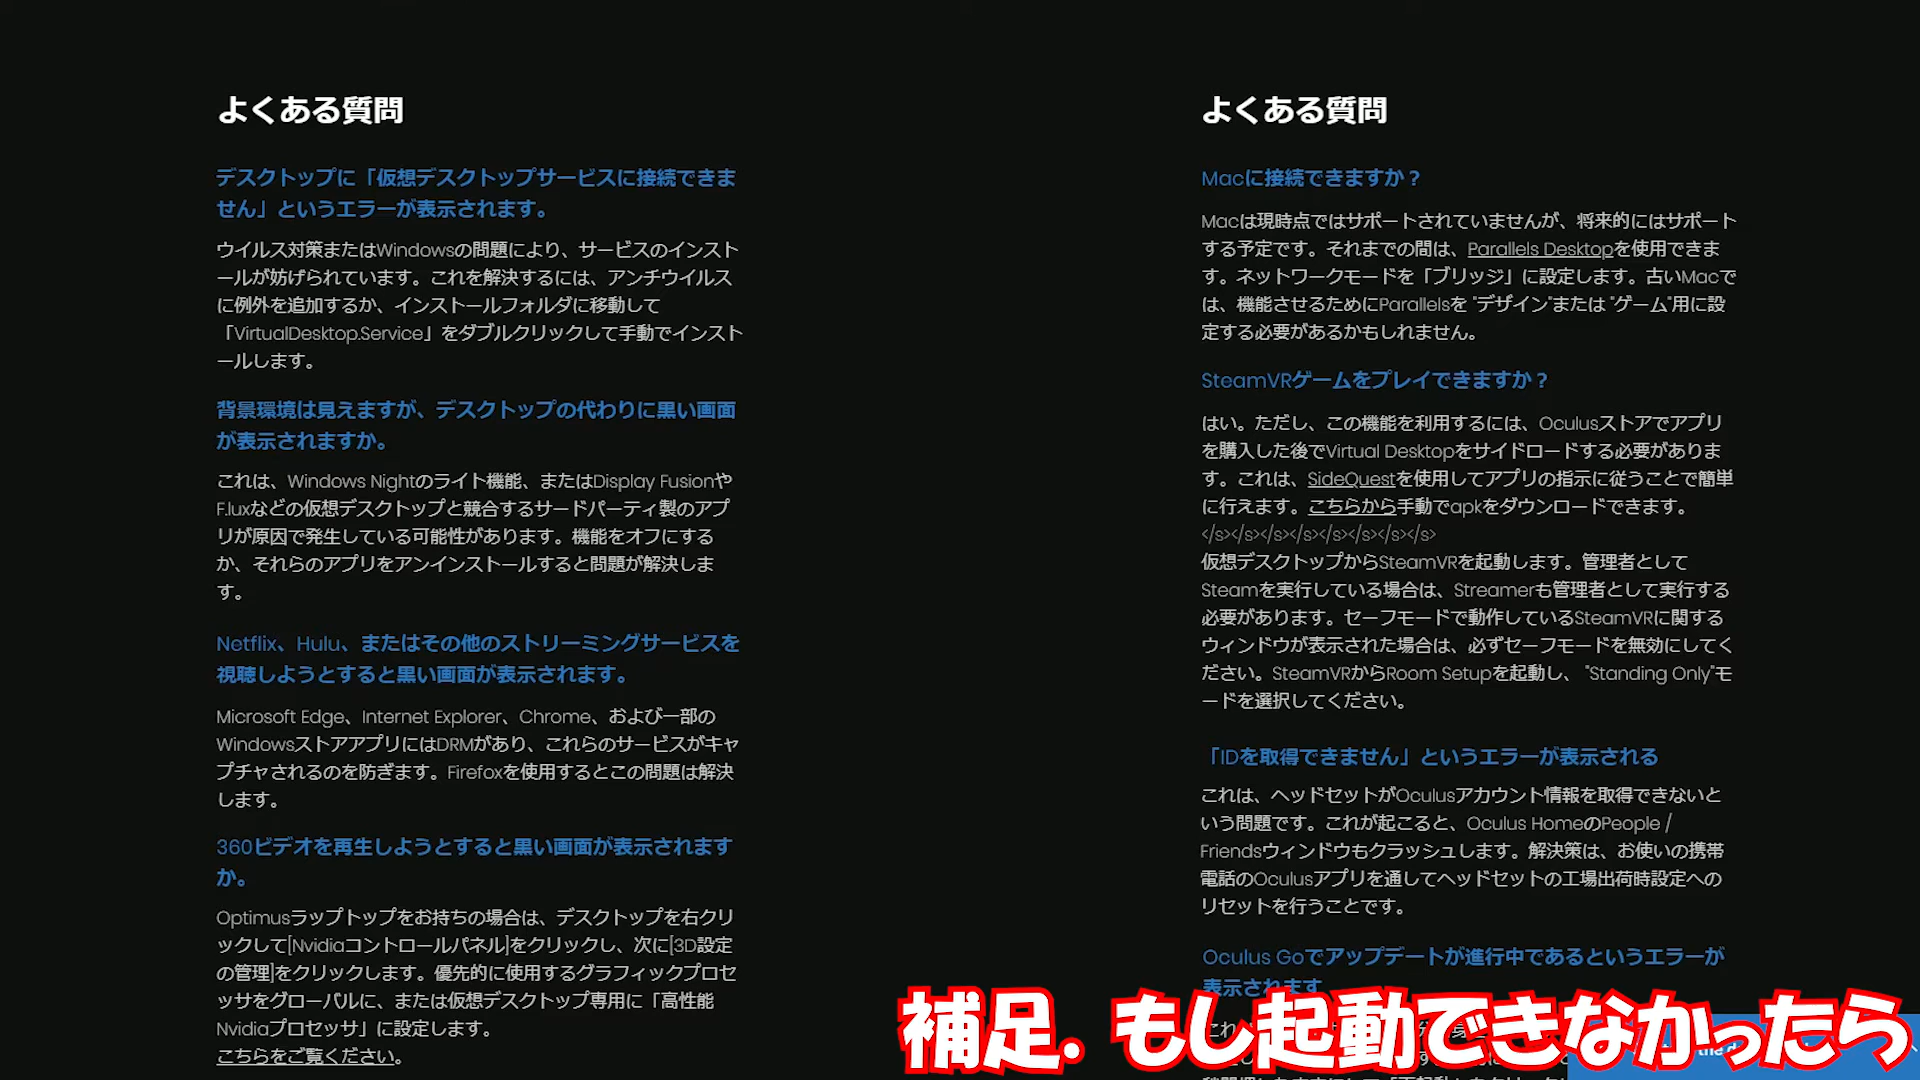 よくある質問
デスクトップに「仮想デスクトップサービスに接続できま
せん」というエラーが表示されます。
ウイルス対策またはWindowsの問題により、サービスのインスト
ールが妨げられています。これを解決するには、アンチウイルス
に例外を追加するか、インストールフォルダに移動して
「VirtualDesktop.Service」をダブルクリックして手動でインスト
ールします。
背景環境は見えますが、デスクトップの代わりに黒い画面
が表示されますか。
これは、Windows Nightのライト機能、またはDisplay Fusionや
F.luxなどの仮想デスクトップと競合するサードパーティ製のアプ
リが原因で発生している可能性があります。機能をオフにする
か、それらのアプリをアンインストールすると問題が解決しま
す。
Netflix、Hulu、またはその他のストリーミングサービスを
視聴しようとすると黒い画面が表示されます。
Microsoft Edge、Internet Explorer、Chrome、および一部の
WindowsストアアプリにはDRMがあり、これらのサービスがキャ
プチャされるのを防ぎます。Firefoxを使用するとこの問題は解決
します。
360ビデオを再生しようとすると黒い画面が表示されます
か。
Optimusラップトップをお持ちの場合は、デスクトップを右クリ
ックして[Nvidiaコントロールパネル]をクリックし、次に[3D設定
の管理]をクリックします。優先的に使用するグラフィックプロセ
ッサをグローバルに、または仮想デスクトップ専用に「高性能
Nvidiaプロセッサ」に設定します。
こちらをご覧ください。
よくある質問
Macに接続できますか？
Macは現時点ではサポートされていませんが、将来的にはサポート
する予定です。それまでの間は、Parallels Desktopを使用できま
す。ネットワークモードを「ブリッジ」に設定します。古いMacで
は、機能させるためにParallelsを "デザイン"または "ゲーム"用に設
定する必要があるかもしれません。
SteamVRゲームをプレイできますか？
はい。ただし、この機能を利用するには、Oculusストアでアプリ
を購入した後でVirtual Desktopをサイドロードする必要がありま
す。これは、SideQuestを使用してアプリの指示に従うことで簡単
に行えます。こちらから手動でapkをダウンロードできます。
</s></s></s></s></s></s></s></s>
仮想デスクトップからSteamVRを起動します。管理者として
Steamを実行している場合は、Streamerも管理者として実行する
必要があります。セーフモードで動作しているSteamVRに関する
ウィンドウが表示された場合は、必ずセーフモードを無効にしてく
ださい。SteamVRからRoom Setupを起動し、 "Standing Only"モ
ードを選択してください。
「IDを取得できません」というエラーが表示される
これは、ヘッドセットがOculusアカウント情報を取得できないと
いう問題です。これが起こると、Oculus HomeのPeople /
Friendsウィンドウもクラッシュします。解決策は、お使いの携帯
電話のOculusアプリを通してヘッドセットの工場出荷時設定への
リセットを行うことです。
Oculus Goでアップデートが進行中であるというエラーが
表示されます
補足. もし起動できなかったら